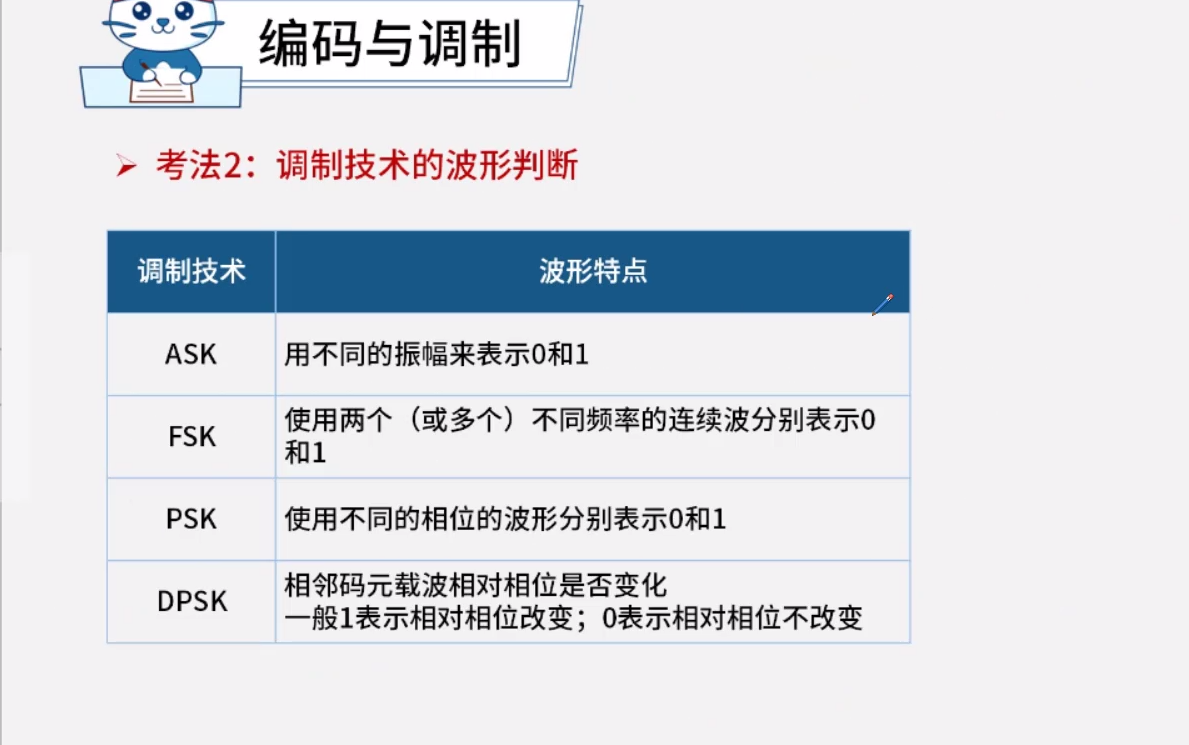 编码与调制
考法2：调制技术的波形判断
调制技术
波形特点
ASK
用不同的振幅来表示0和1
FSK
使用两个（或多个）不同频率的连续波分别表示0
和1
PSK
使用不同的相位的波形分别表示0和1
DPSK
相邻码元载波相对相位是否变化
一般1表示相对相位改变；0表示相对相位不改变